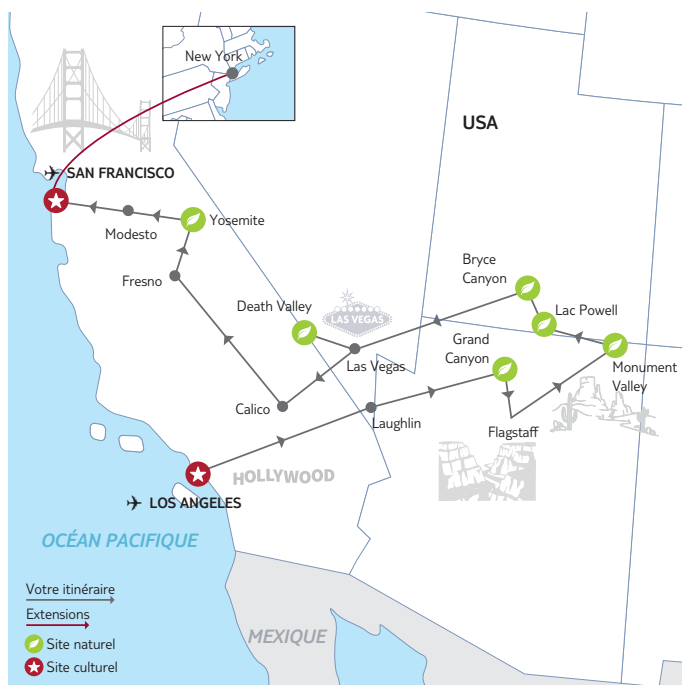 New York
USA
SAN FRANCISCO
Modesto
Yosemite
Fresno
Bryce
Canyon
Death Valley
LAS VEGAS
Lac Powell
Grand
Canyon
Las Vegas
Monument
Valley
Calico
Laughlin
Flagstaff
HOLLYWOOD
LOS ANGELES
OCÉAN PACIFIQUE
Votre itinéraire
Extensions
Site naturel
Site culturel
MEXIQUE